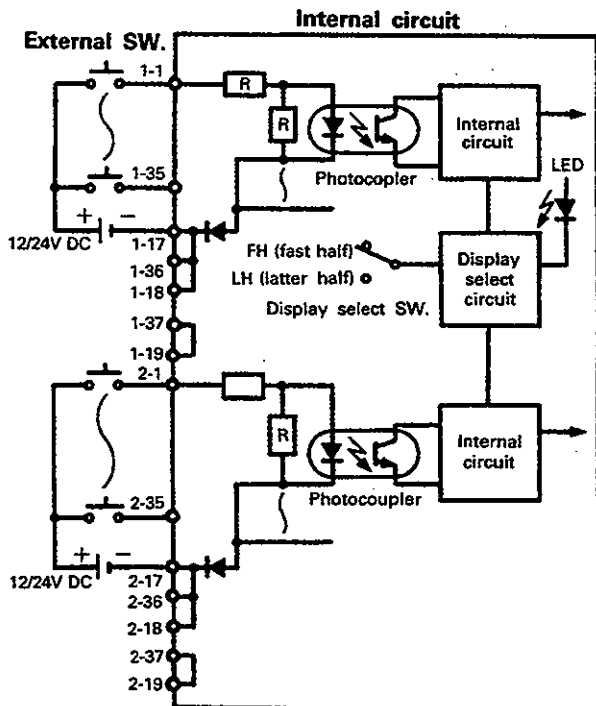 Internal circuit
External SW.
1-1
R
R
Internal circuit
Photocopler
LED
1-35
+ −
12/24V DC
1-17
1-36
1-18
FH (fast half)
LH (latter half)
Display select SW.
Display select circuit
1-37
1-19
2-1
R
Internal circuit
Photocoupler
2-35
+ −
12/24V DC
2-17
2-36
2-18
2-37
2-19